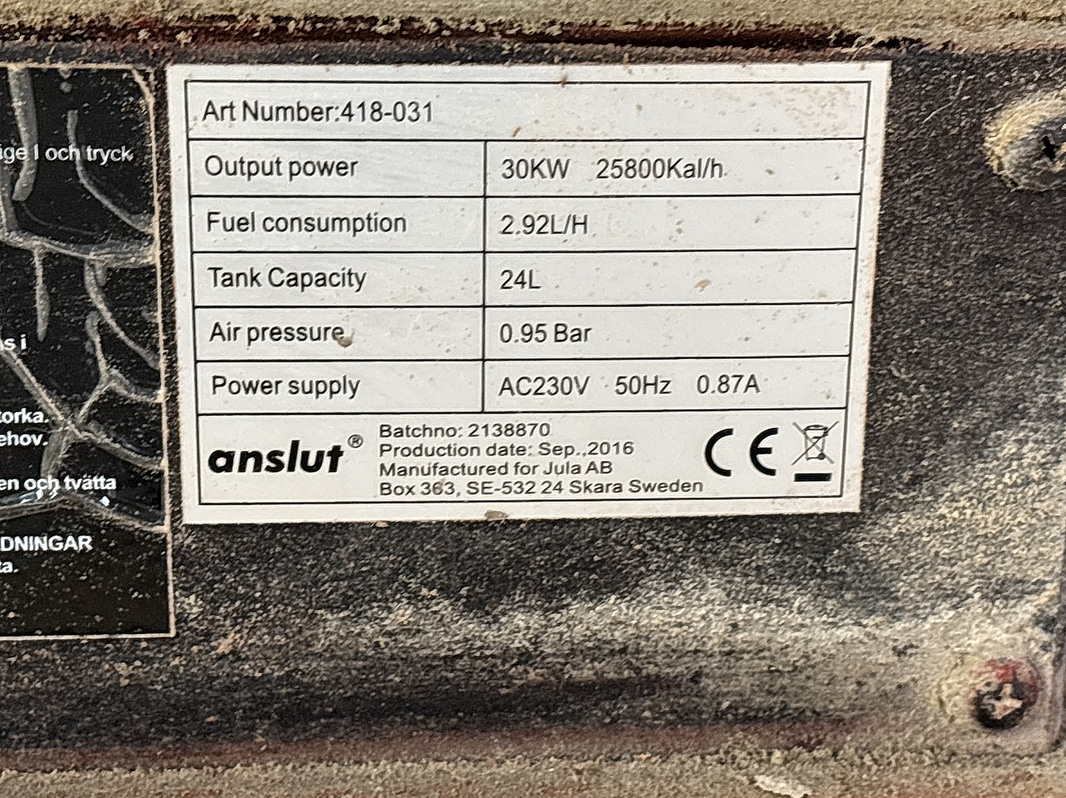 ige I och tryck
s i
torka.
ehov.
en och tvätta
DNINGAR
ta.
Art Number:418-031
Output power 30KW 25800Kal/h
Fuel consumption 2.92L/H
Tank Capacity 24L
Air pressure 0.95 Bar
Power supply AC230V 50Hz 0.87A
anslut®
Batchno: 2138870
Production date: Sep.,2016
Manufactured for Jula AB
Box 363, SE-532 24 Skara Sweden
CE